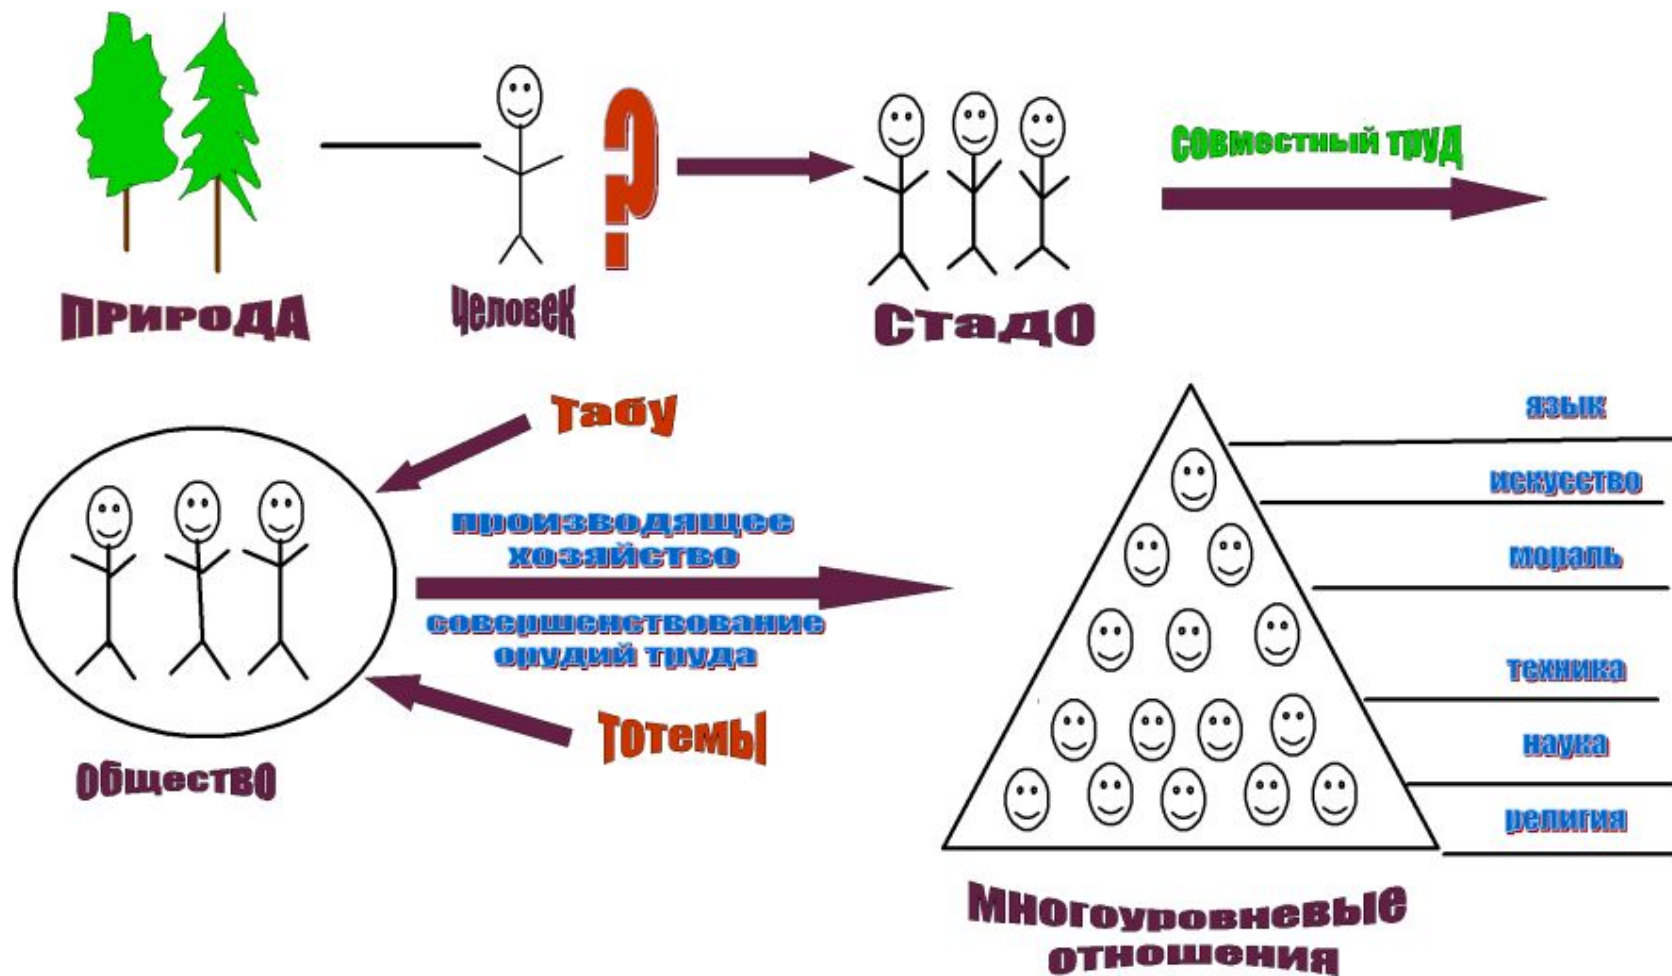 ?
совместный труд
ПРИРОДА
человек
стадо
табу
язык
искусство
производящее
хозяйство
мораль
совершенствование
орудий труда
техника
тотемы
наука
общество
религия
Многоуровневые
отношения